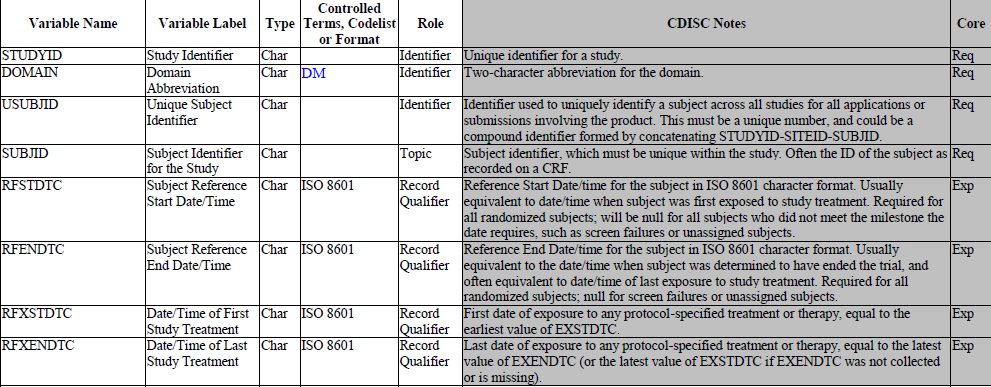 Variable Name Variable Label Type Controlled Terms, Codelist or Format Role CDISC Notes Core
STUDYID Study Identifier Char Identifier Unique identifier for a study. Req
DOMAIN Domain Abbreviation Char DM Identifier Two-character abbreviation for the domain. Req
USUBJID Unique Subject Identifier Char Identifier Identifier used to uniquely identify a subject across all studies for all applications or
submissions involving the product. This must be a unique number, and could be a
compound identifier formed by concatenating STUDYID-SITEID-SUBJID. Req
SUBJID Subject Identifier for the Study Char Topic Subject identifier, which must be unique within the study. Often the ID of the subject as
recorded on a CRF. Req
RFSTDTC Subject Reference Start Date/Time Char ISO 8601 Record Qualifier Reference Start Date/time for the subject in ISO 8601 character format. Usually
equivalent to date/time when subject was first exposed to study treatment. Required for
all randomized subjects; will be null for all subjects who did not meet the milestone the
date requires, such as screen failures or unassigned subjects. Exp
RFENDTC Subject Reference End Date/Time Char ISO 8601 Record Qualifier Reference End Date/time for the subject in ISO 8601 character format. Usually
equivalent to the date/time when subject was determined to have ended the trial, and
often equivalent to date/time of last exposure to study treatment. Required for all
randomized subjects; null for screen failures or unassigned subjects. Exp
RFXSTDTC Date/Time of First Study Treatment Char ISO 8601 Record Qualifier First date of exposure to any protocol-specified treatment or therapy, equal to the
earliest value of EXSTDTC. Exp
RFXENDTC Date/Time of Last Study Treatment Char ISO 8601 Record Qualifier Last date of exposure to any protocol-specified treatment or therapy, equal to the latest
value of EXENDTC (or the latest value of EXSTDTC if EXENDTC was not collected
or is missing). Exp